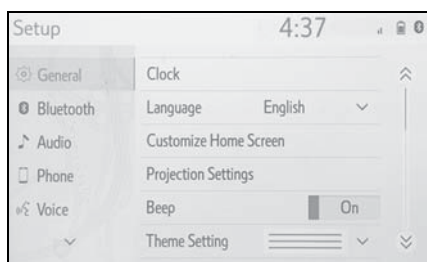 Setup 4:37
General
Bluetooth
Audio
Phone
Voice
Clock
Language English
Customize Home Screen
Projection Settings
Beep On
Theme Setting